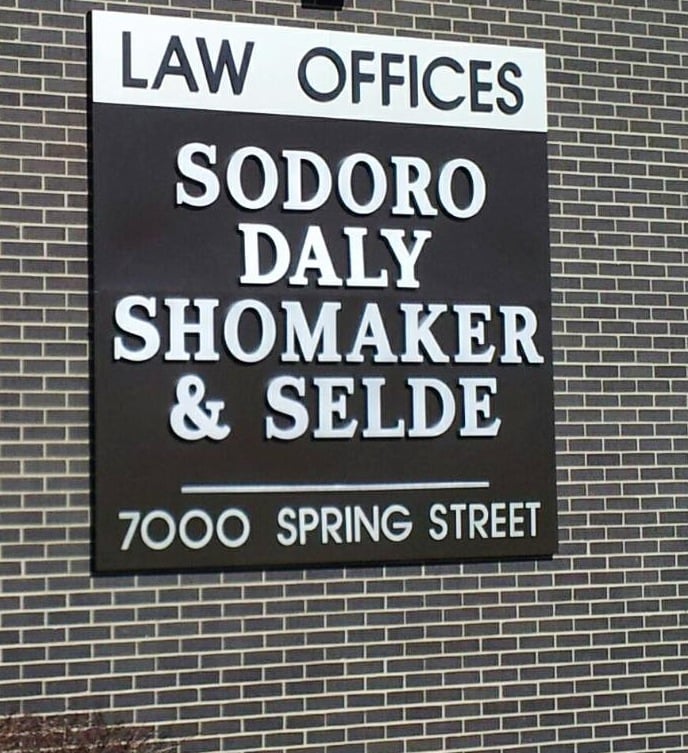 LAW OFFICES
SODORO
DALY
SHOMAKER
& SELDE
7000 SPRING STREET